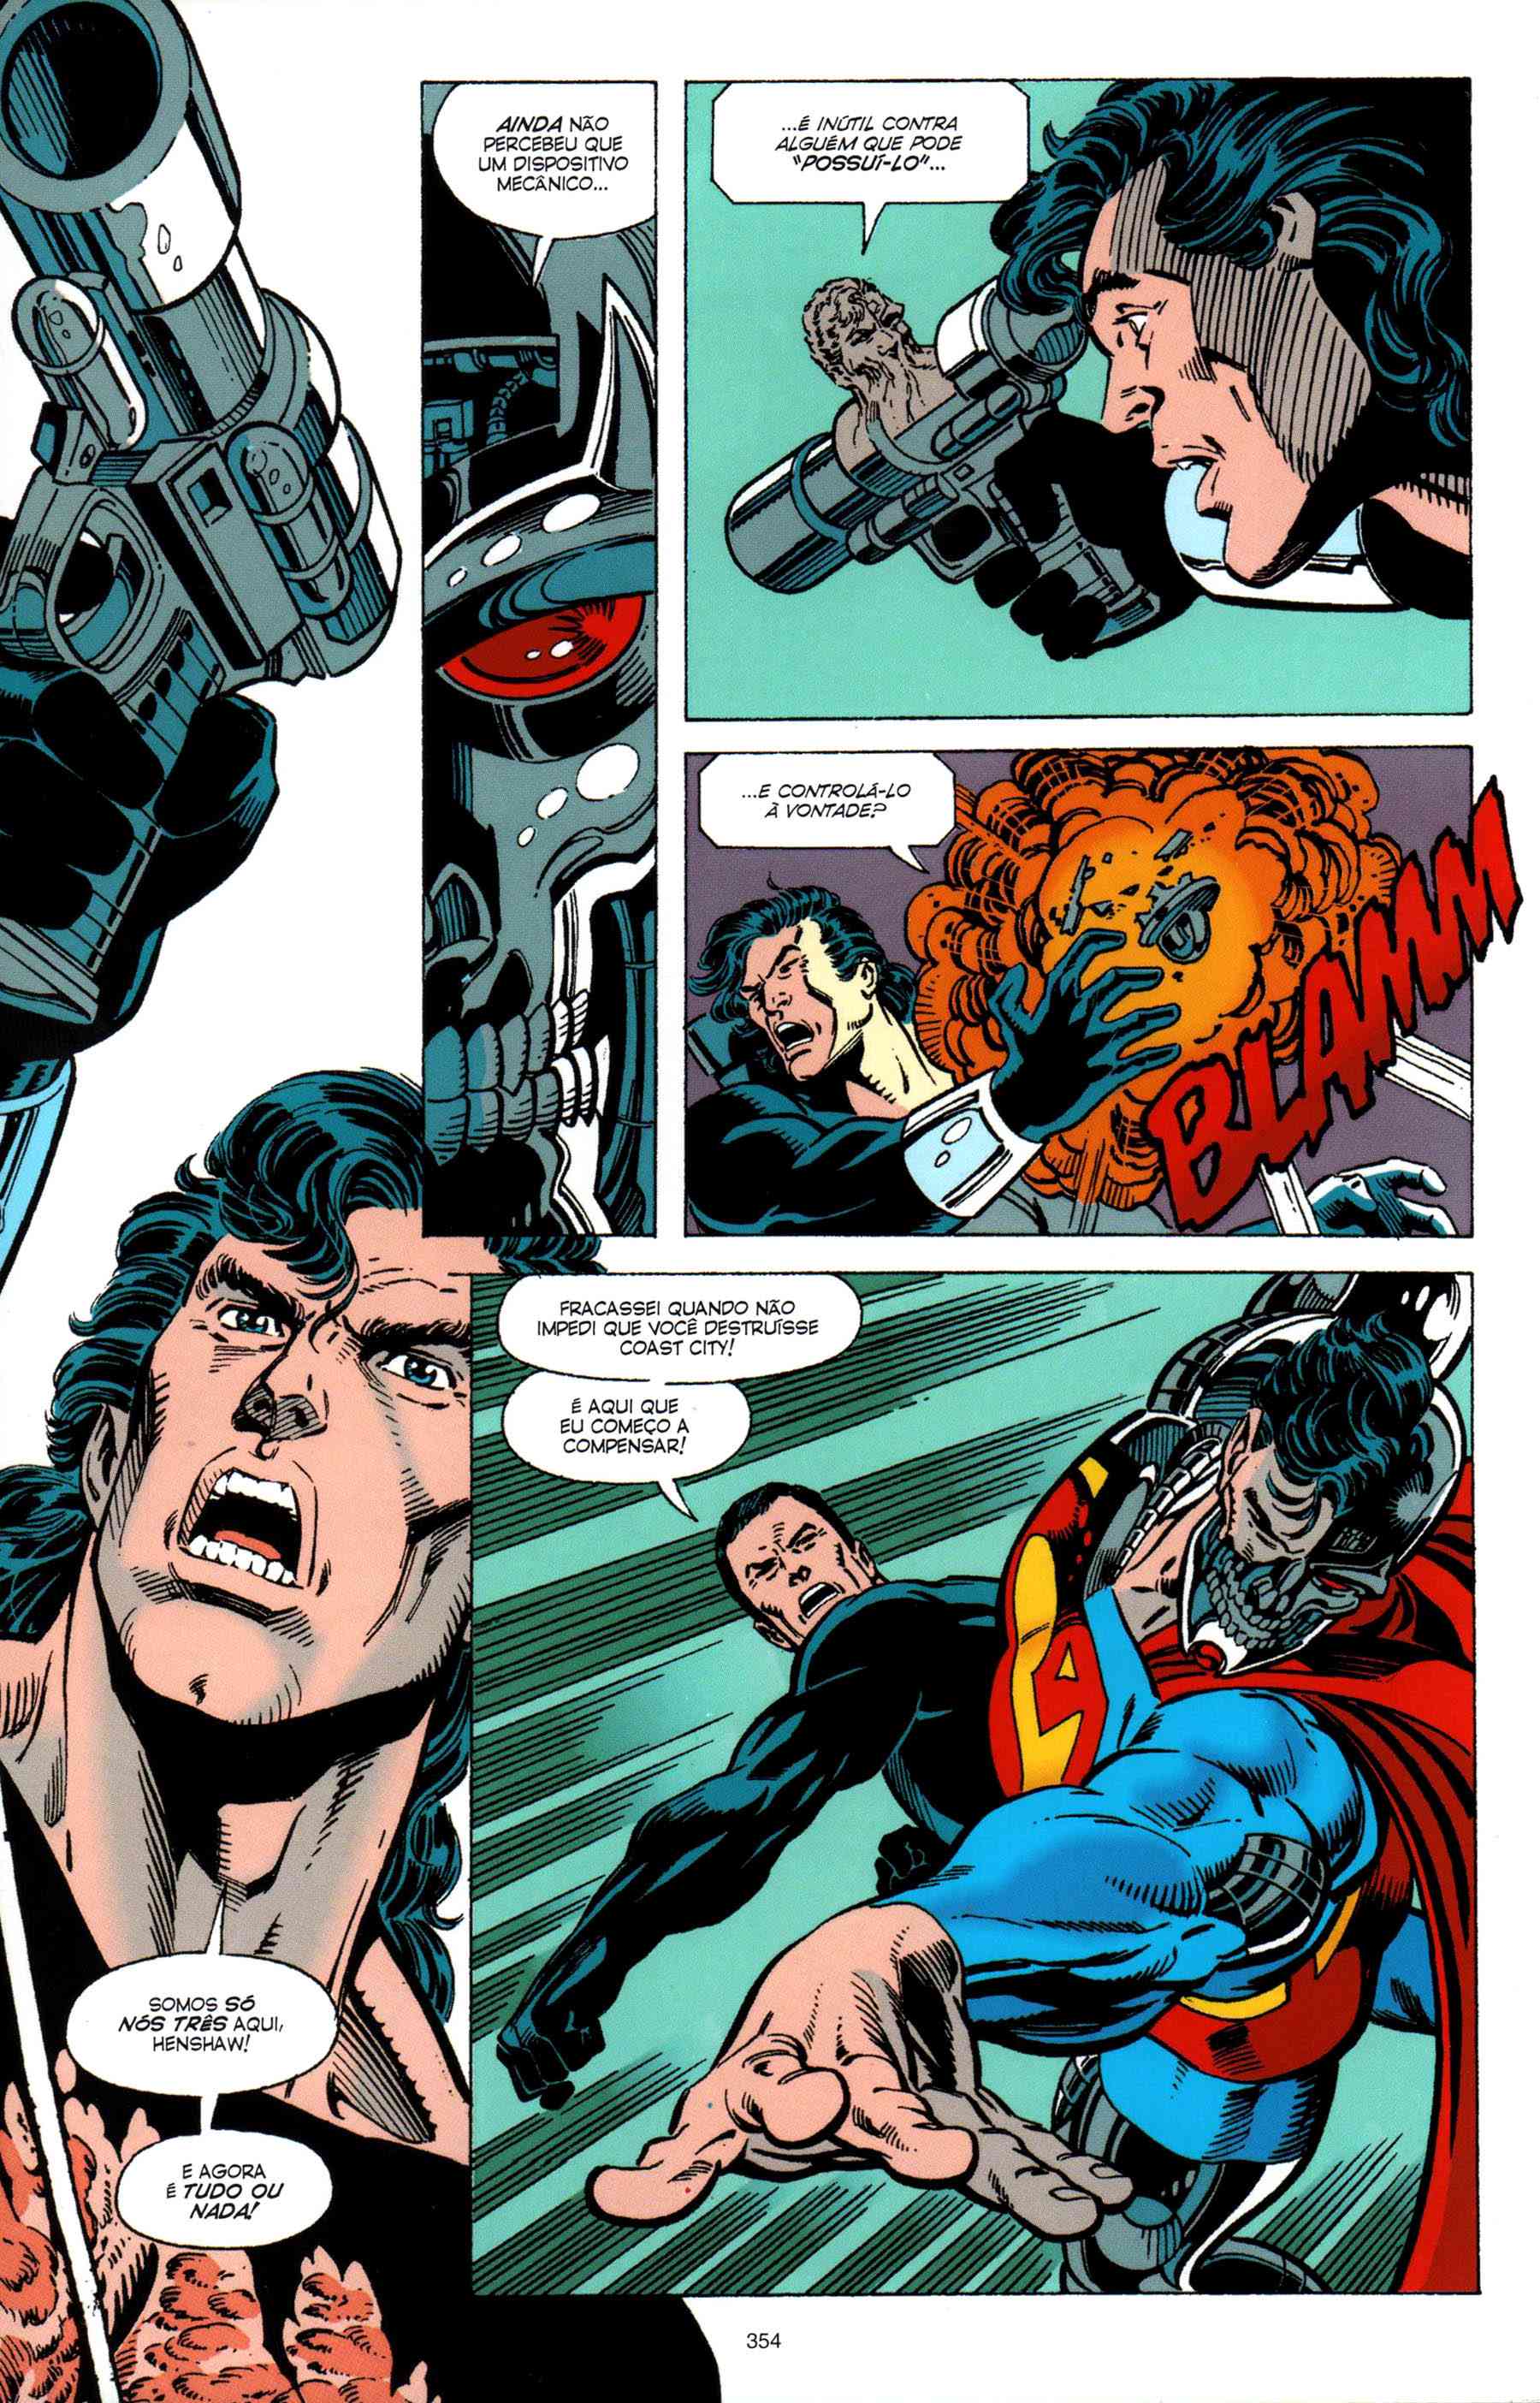 SOMOS SÓ
NÓS TRÊS AQUI,
HENSHAW!
E AGORA
É TUDO OU
NADA!
AINDA NÃO
PERCEBEU QUE
UM DISPOSITIVO
MECÂNICO...
...É INÚTIL CONTRA
ALGUÉM QUE PODE
"POSSUÍ-LO"...
...E CONTROLÁ-LO
À VONTADE?
BLAMMM
FRACASSEI QUANDO NÃO
IMPEDI QUE VOCÊ DESTRUÍSSE
COAST CITY!
É AQUI QUE
EU COMEÇO A
COMPENSAR!
354